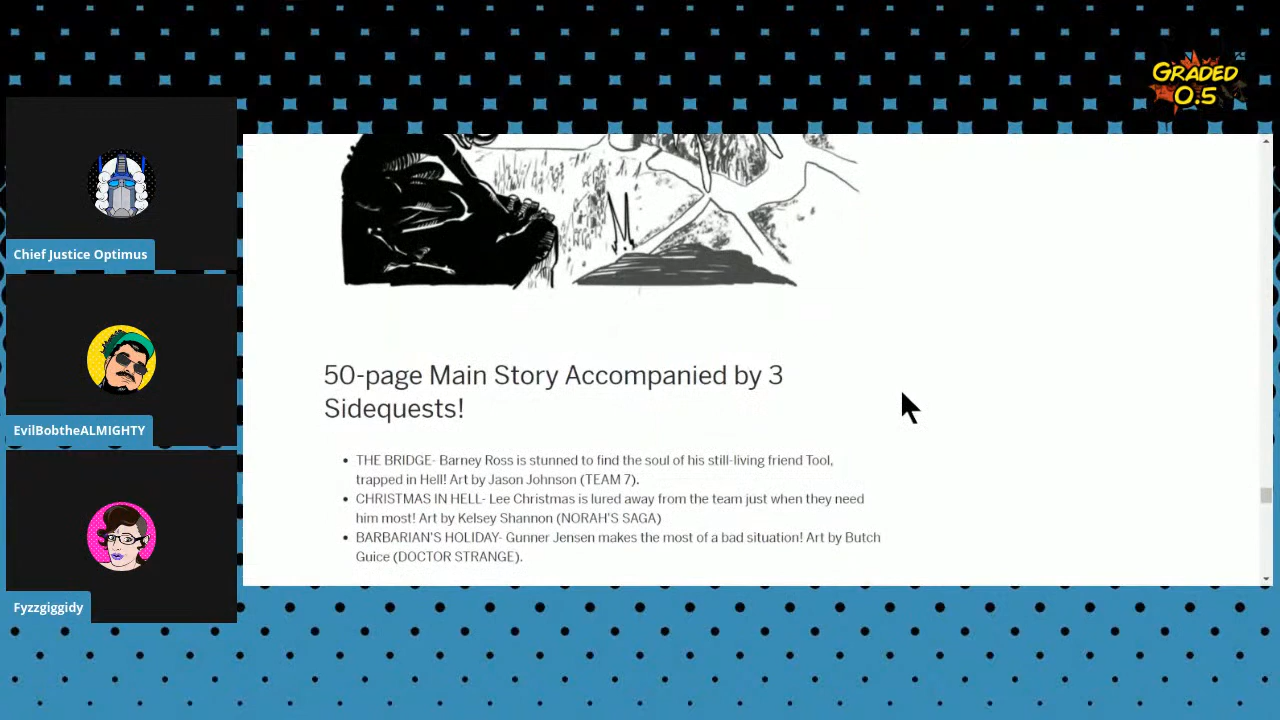 GRADED
0.5
Chief Justice Optimus
EvilBobtheALMIGHTY
Fyzzgiggidy
50-page Main Story Accompanied by 3
Sidequests!
• THE BRIDGE- Barney Ross is stunned to find the soul of his still-living friend Tool,
trapped in Hell! Art by Jason Johnson (TEAM 7).
• CHRISTMAS IN HELL- Lee Christmas is lured away from the team just when they need
him most! Art by Kelsey Shannon (NORAH'S SAGA)
• BARBARIAN'S HOLIDAY- Gunner Jensen makes the most of a bad situation! Art by Butch
Guice (DOCTOR STRANGE).